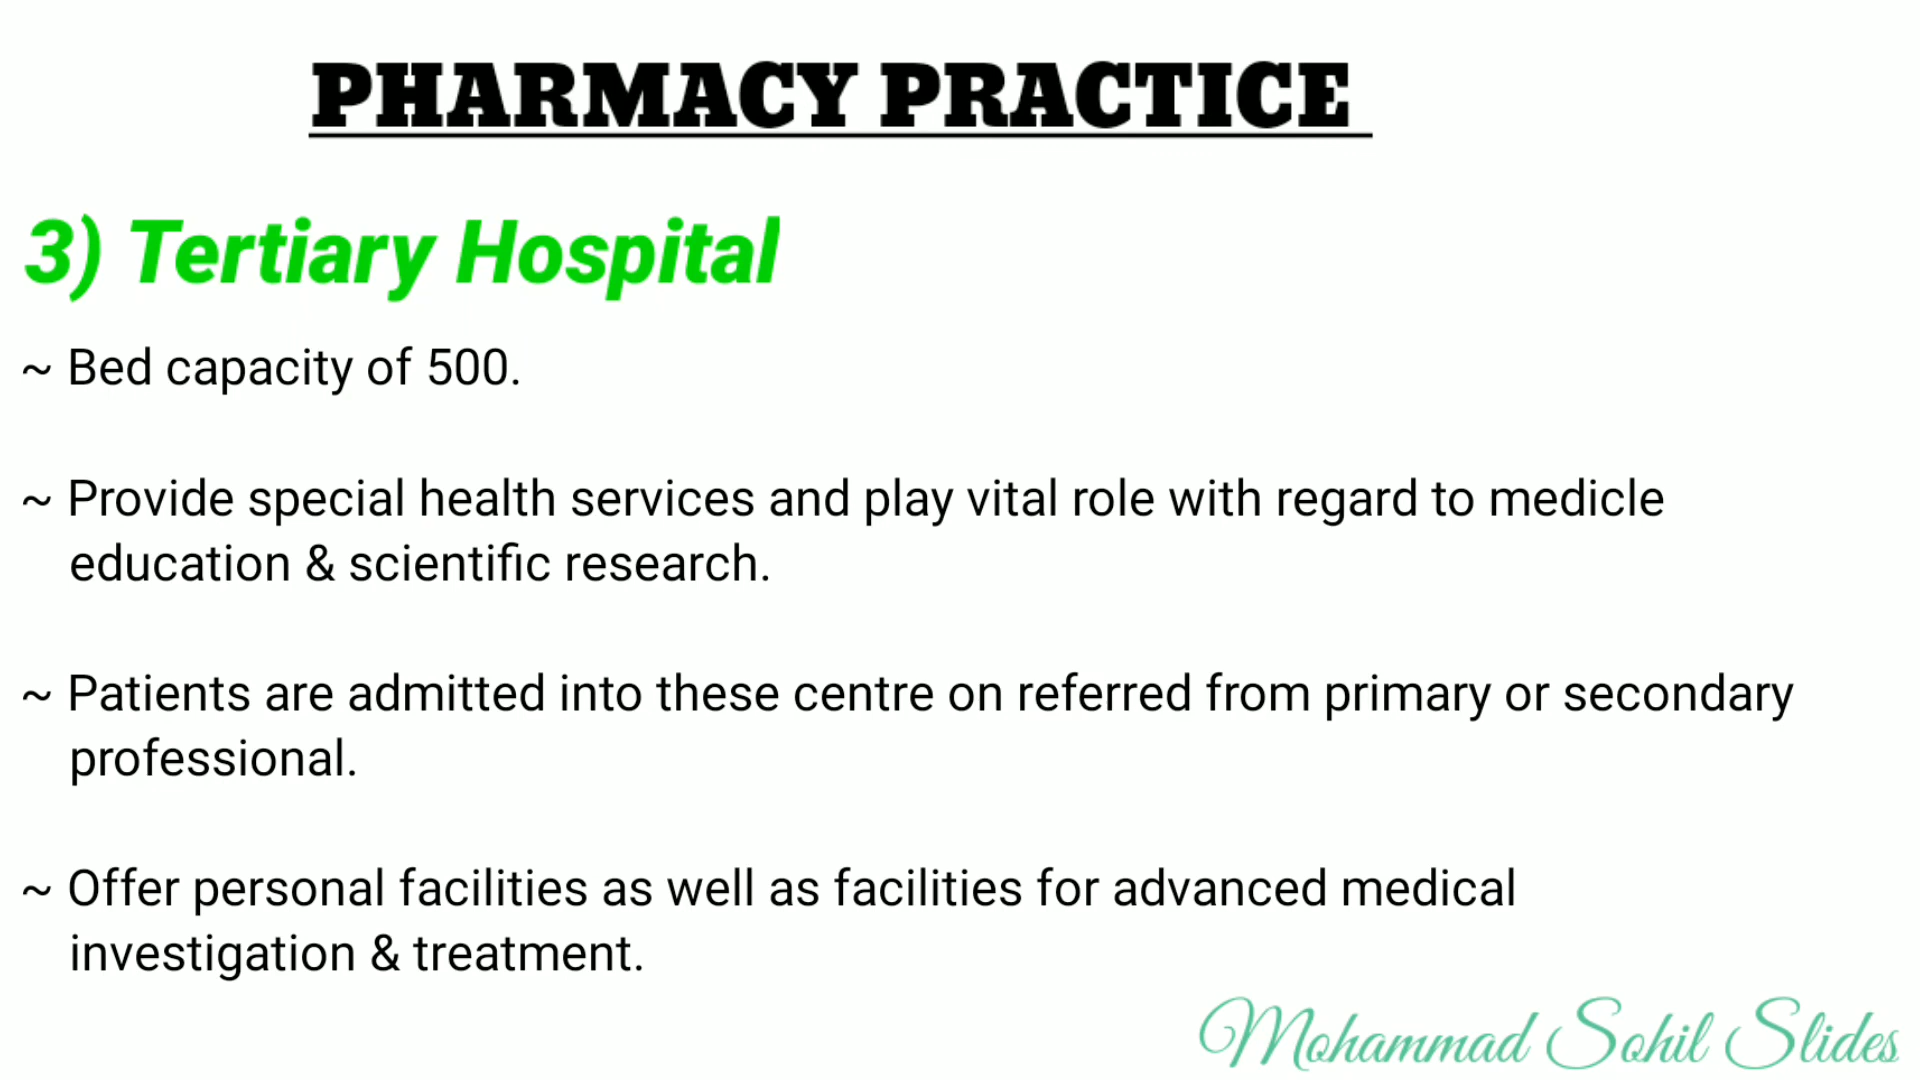 PHARMACY PRACTICE
3) Tertiary Hospital
~ Bed capacity of 500.
~ Provide special health services and play vital role with regard to medicle
education & scientific research.
~ Patients are admitted into these centre on referred from primary or secondary
professional.
~ Offer personal facilities as well as facilities for advanced medical
investigation & treatment.
Mohammad Sohil Slides